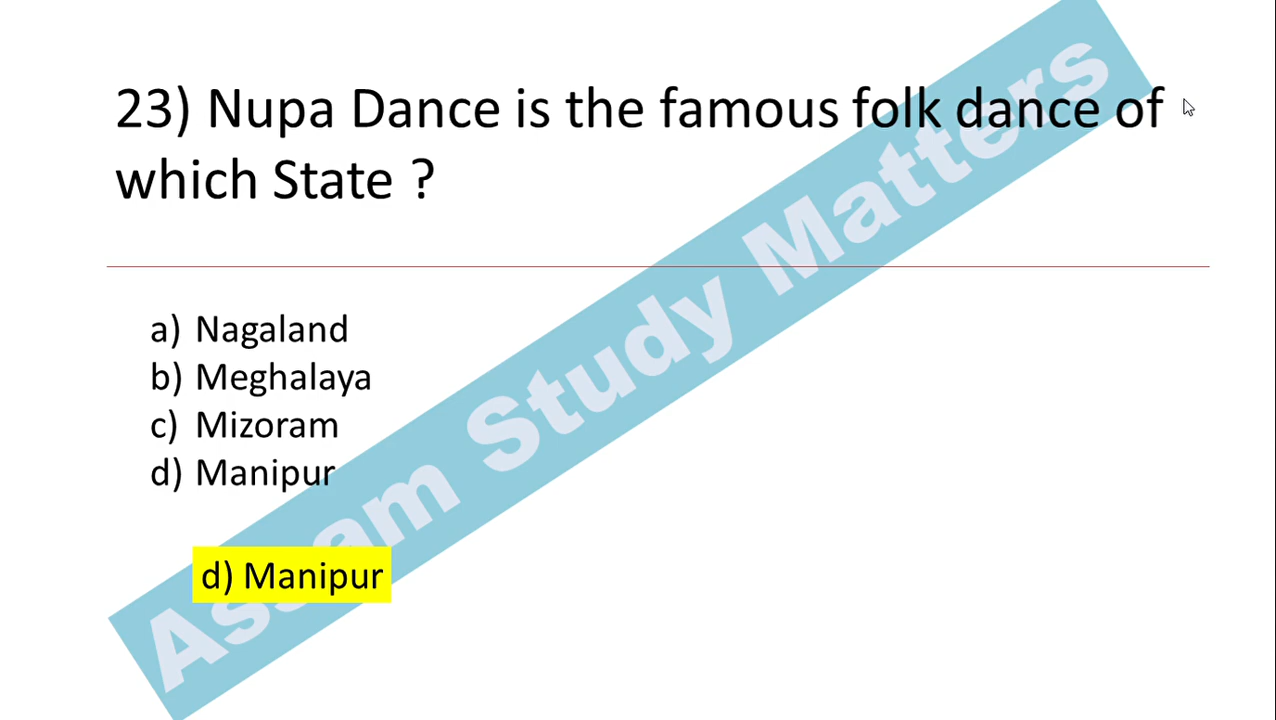 23) Nupa Dance is the famous folk dance of
which State ?
a) Nagaland
b) Meghalaya
c) Mizoram
d) Manipur
d) Manipur
Assam Study Matters